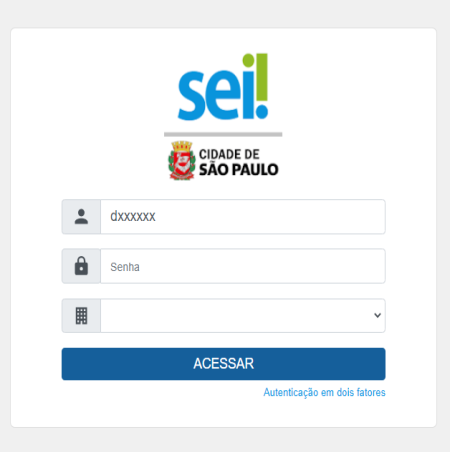 sei!
CIDADE DE
SÃO PAULO
dxxxxxx
Senha
ACESSAR
Autenticação em dois fatores